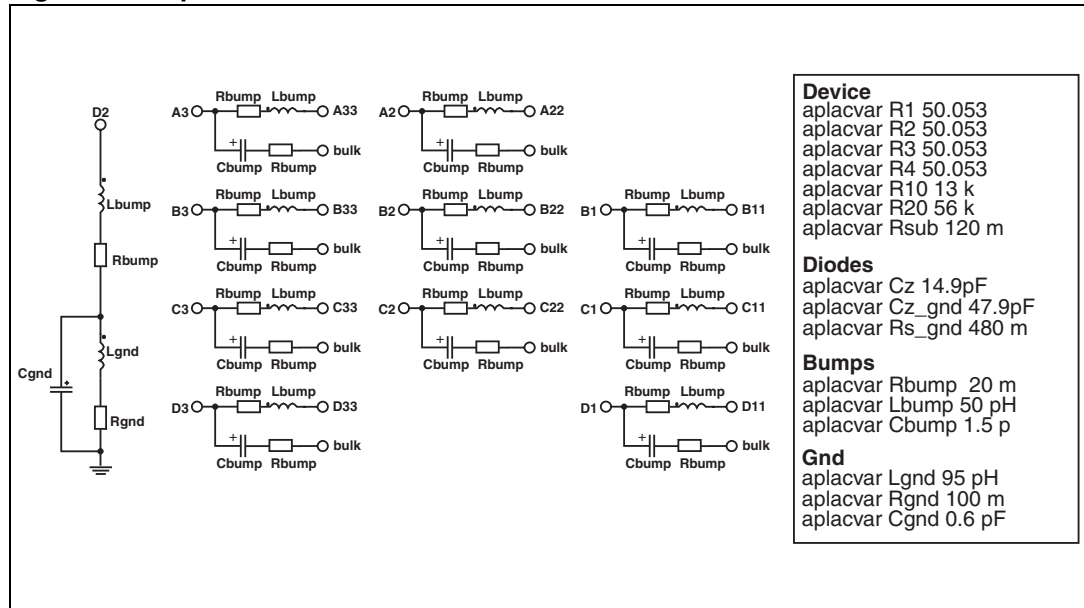 D2
Lbump
Rbump
Lgnd
Cgnd
Rgnd
Rbump Lbump
A3 A33
+
bulk
Cbump Rbump
Rbump Lbump
A2 A22
+
bulk
Cbump Rbump
Rbump Lbump
B3 B33
+
bulk
Cbump Rbump
Rbump Lbump
B2 B22
+
bulk
Cbump Rbump
Rbump Lbump
B1 B11
+
bulk
Cbump Rbump
Rbump Lbump
C3 C33
+
bulk
Cbump Rbump
Rbump Lbump
C2 C22
+
bulk
Cbump Rbump
Rbump Lbump
C1 C11
+
bulk
Cbump Rbump
Rbump Lbump
D3 D33
+
bulk
Cbump Rbump
Rbump Lbump
D1 D11
+
bulk
Cbump Rbump
Device
aplacvar R1 50.053
aplacvar R2 50.053
aplacvar R3 50.053
aplacvar R4 50.053
aplacvar R10 13 k
aplacvar R20 56 k
aplacvar Rsub 120 m
Diodes
aplacvar Cz 14.9pF
aplacvar Cz_gnd 47.9pF
aplacvar Rs_gnd 480 m
Bumps
aplacvar Rbump 20 m
aplacvar Lbump 50 pH
aplacvar Cbump 1.5 p
Gnd
aplacvar Lgnd 95 pH
aplacvar Rgnd 100 m
aplacvar Cgnd 0.6 pF